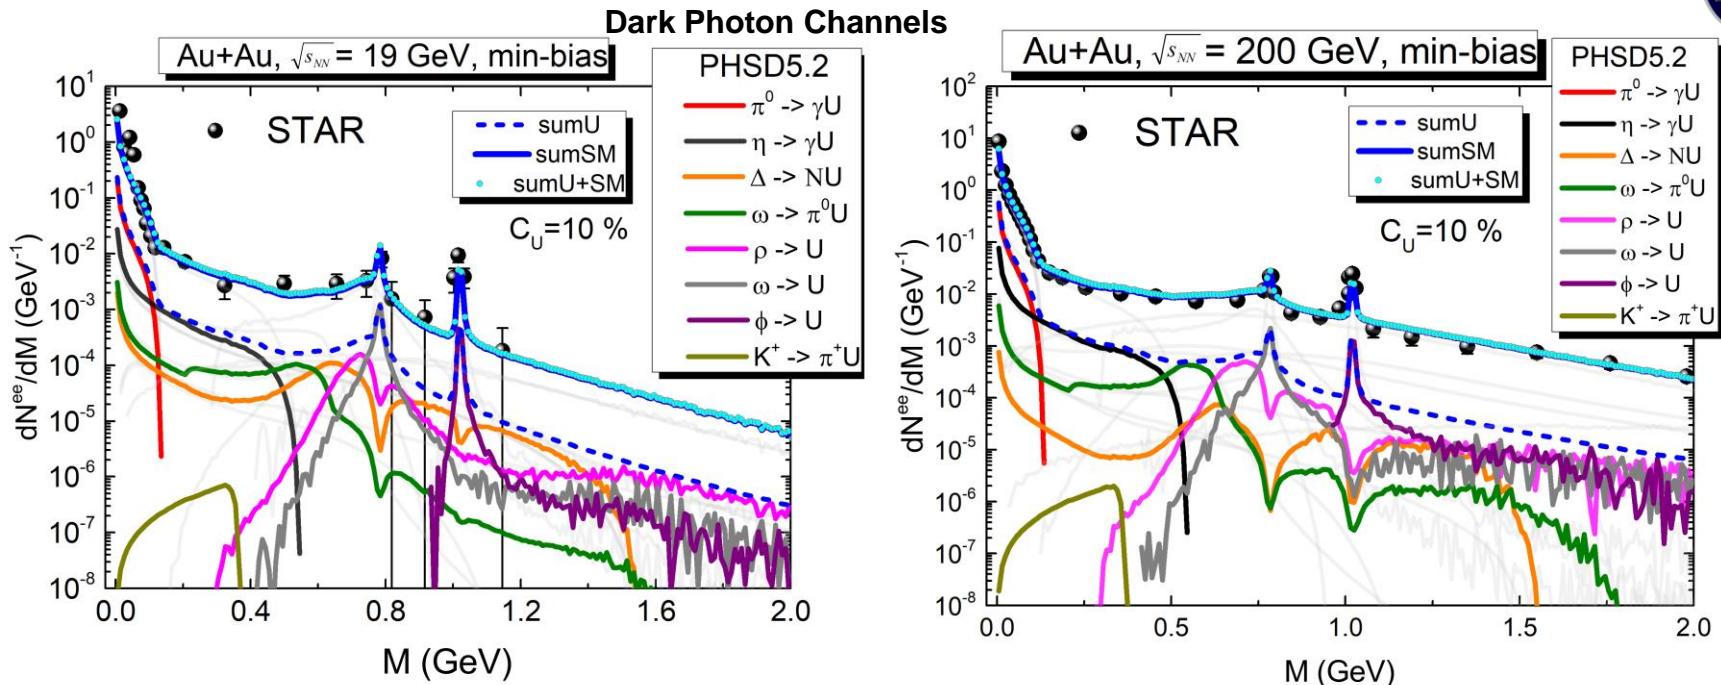 Dark Photon Channels
Au+Au, √s_NN = 19 GeV, min-bias
PHSD5.2
π⁰ -> γU
η -> γU
Δ -> NU
ω -> π⁰U
ρ -> U
ω -> U
ϕ -> U
K⁺ -> π⁺U
STAR
sumU
sumSM
sumU+SM
C_U=10 %
dN^ee/dM (GeV⁻¹)
10¹
10⁰
10⁻¹
10⁻²
10⁻³
10⁻⁴
10⁻⁵
10⁻⁶
10⁻⁷
10⁻⁸
0.0 0.4 0.8 1.2 1.6 2.0
M (GeV)
Au+Au, √s_NN = 200 GeV, min-bias
PHSD5.2
π⁰ -> γU
η -> γU
Δ -> NU
ω -> π⁰U
ρ -> U
ω -> U
ϕ -> U
K⁺ -> π⁺U
STAR
sumU
sumSM
sumU+SM
C_U=10 %
dN^ee/dM (GeV⁻¹)
10²
10¹
10⁰
10⁻¹
10⁻²
10⁻³
10⁻⁴
10⁻⁵
10⁻⁶
10⁻⁷
10⁻⁸
0.0 0.5 1.0 1.5 2.0
M (GeV)